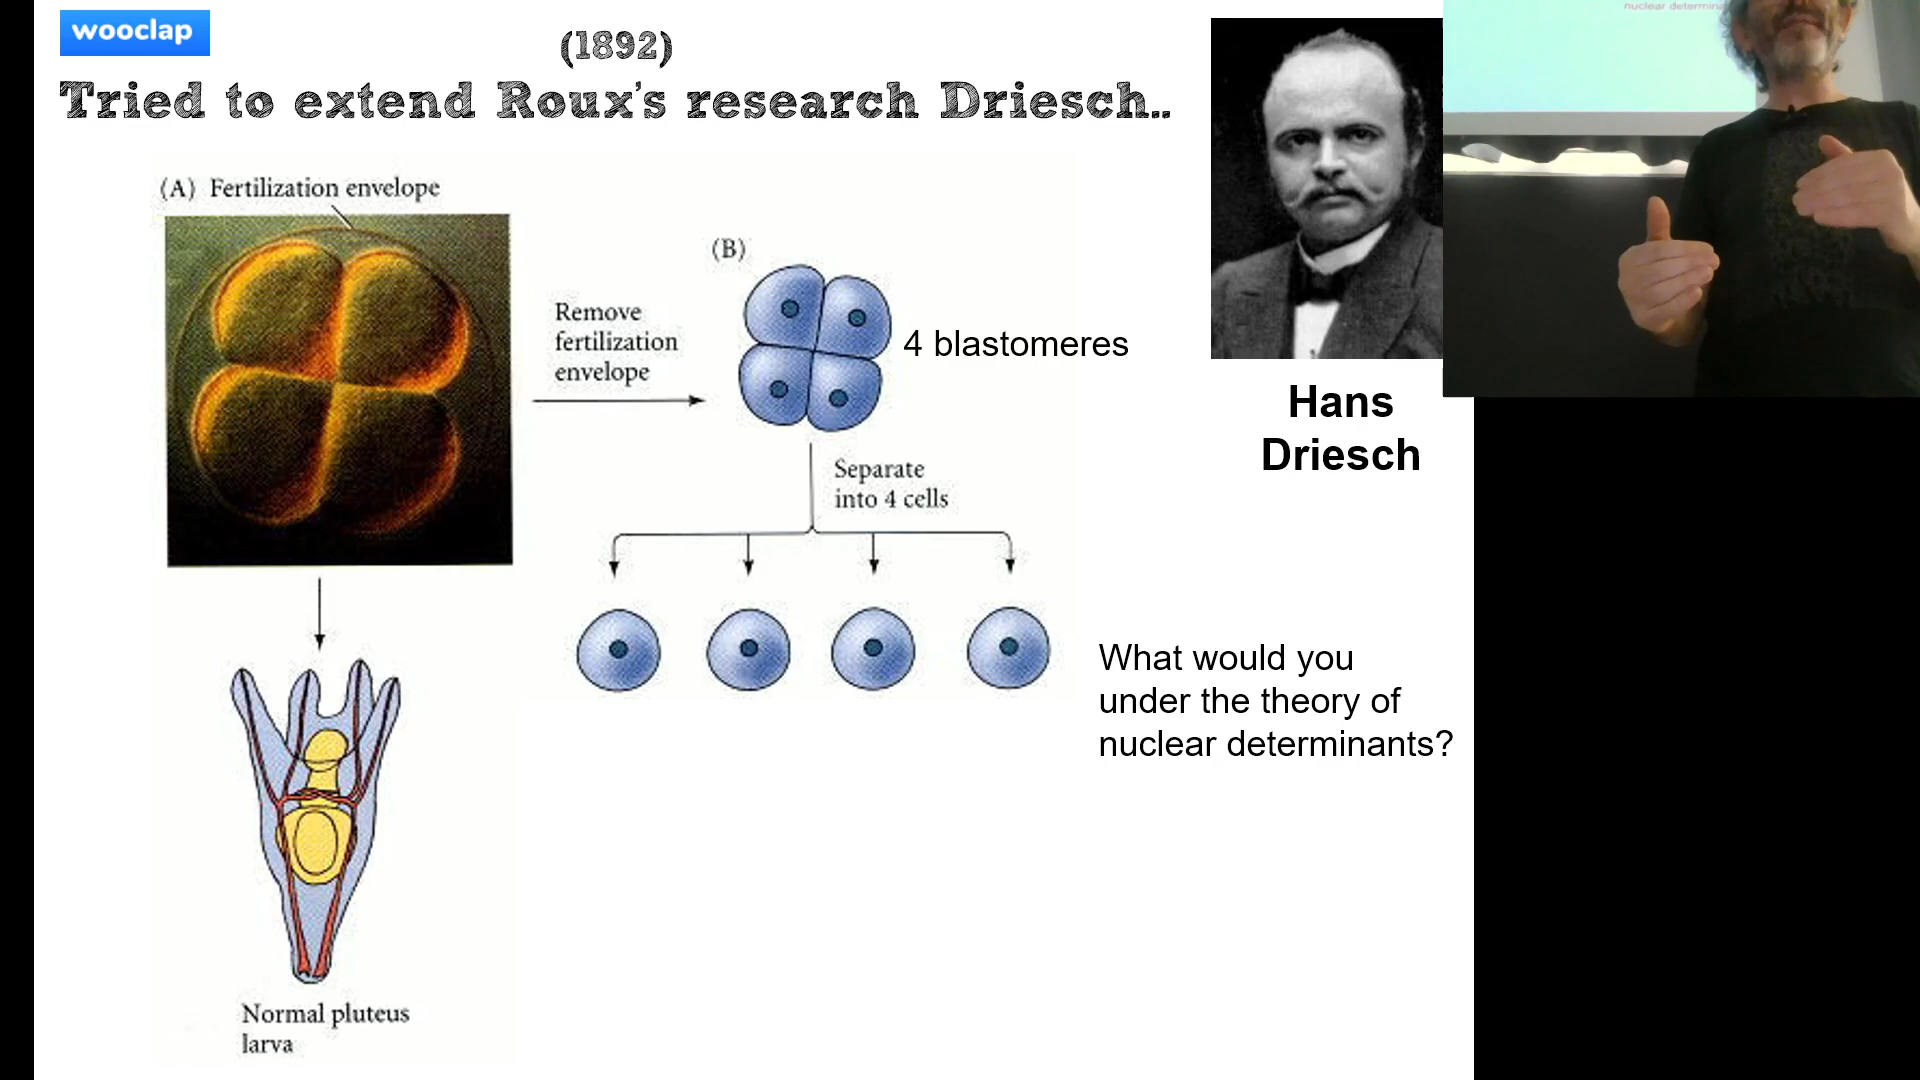 wooclap
(1892)
Tried to extend Roux's research Driesch..
(A) Fertilization envelope
(B)
Remove
fertilization
envelope
4 blastomeres
Separate
into 4 cells
Hans
Driesch
What would you
under the theory of
nuclear determinants?
Normal pluteus
larva
nuclear